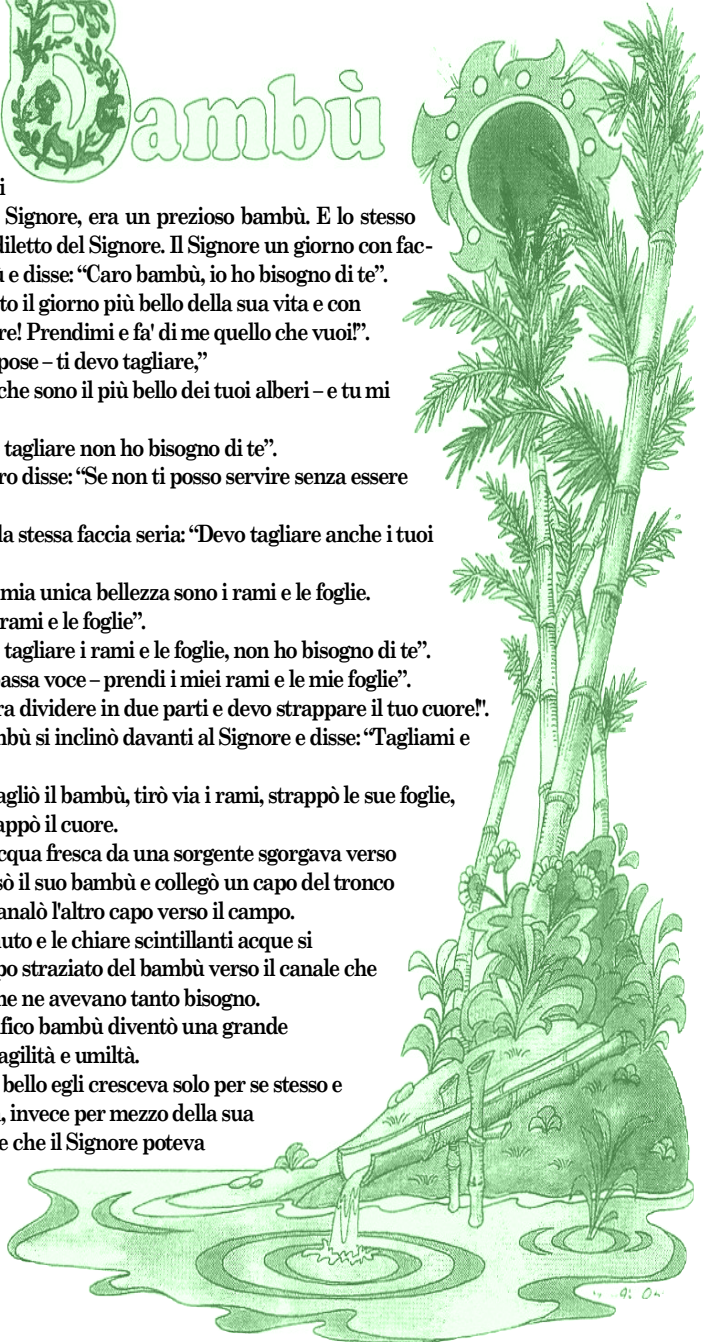 Bambù
i
Signore, era un prezioso bambù. E lo stesso
diletto del Signore. Il Signore un giorno con fac-
e disse: “Caro bambù, io ho bisogno di te”.
to il giorno più bello della sua vita e con
re! Prendimi e fa' di me quello che vuoi!”.
pose – ti devo tagliare,”
che sono il più bello dei tuoi alberi – e tu mi
tagliare non ho bisogno di te”.
ro disse: “Se non ti posso servire senza essere
la stessa faccia seria: “Devo tagliare anche i tuoi
mia unica bellezza sono i rami e le foglie.
rami e le foglie”.
tagliare i rami e le foglie, non ho bisogno di te”.
assa voce – prendi i miei rami e le mie foglie”.
ra dividere in due parti e devo strappare il tuo cuore!".
mbù si inclinò davanti al Signore e disse: “Tagliami e
agliò il bambù, tirò via i rami, strappò le sue foglie,
appò il cuore.
cqua fresca da una sorgente sgorgava verso
sò il suo bambù e collegò un capo del tronco
analò l'altro capo verso il campo.
uto e le chiare scintillanti acque si
po straziato del bambù verso il canale che
he ne avevano tanto bisogno.
ifico bambù diventò una grande
agilità e umiltà.
bello egli cresceva solo per se stesso e
, invece per mezzo della sua
e che il Signore poteva